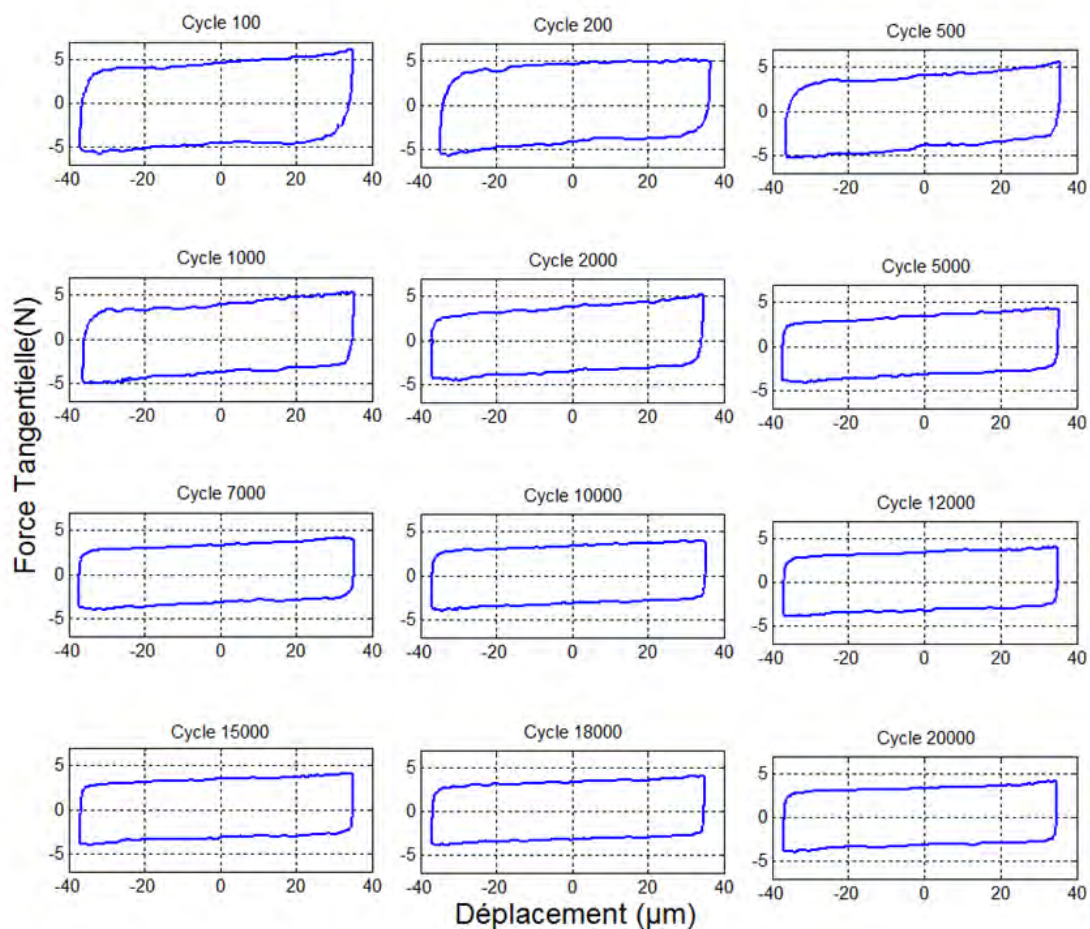 Cycle 100
5
0
-5
-40 -20 0 20 40
Cycle 200
5
0
-5
-40 -20 0 20 40
Cycle 500
5
0
-5
-40 -20 0 20 40
Cycle 1000
5
0
-5
-40 -20 0 20 40
Cycle 2000
5
0
-5
-40 -20 0 20 40
Cycle 5000
5
0
-5
-40 -20 0 20 40
Force Tangentielle(N)
Cycle 7000
5
0
-5
-40 -20 0 20 40
Cycle 10000
5
0
-5
-40 -20 0 20 40
Cycle 12000
5
0
-5
-40 -20 0 20 40
Cycle 15000
5
0
-5
-40 -20 0 20 40
Cycle 18000
5
0
-5
-40 -20 0 20 40
Cycle 20000
5
0
-5
-40 -20 0 20 40
Déplacement (µm)